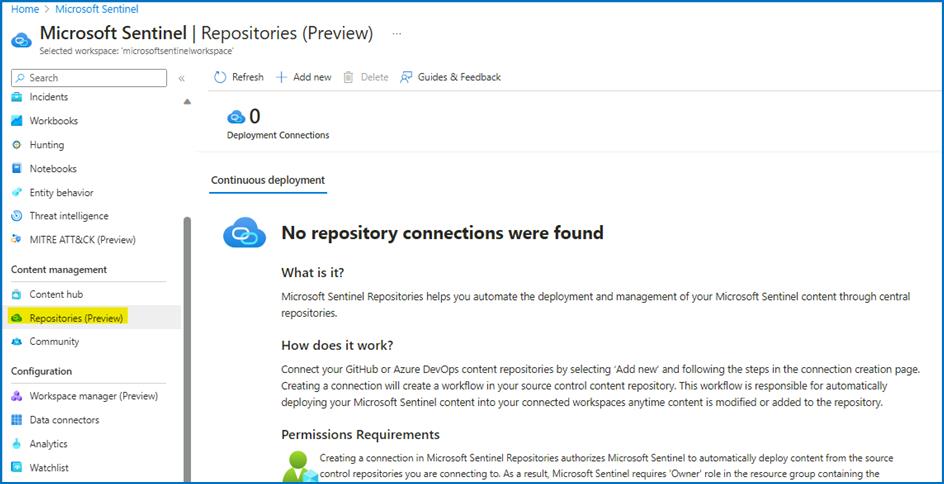 Home > Microsoft Sentinel
Microsoft Sentinel | Repositories (Preview) ...
Selected workspace: 'microsoftsentinelworkspace'
Search «
Refresh Add new Delete Guides & Feedback
Incidents
Workbooks
Hunting
Notebooks
Entity behavior
Threat intelligence
MITRE ATT&CK (Preview)
Content management
Content hub
Repositories (Preview)
Community
Configuration
Workspace manager (Preview)
Data connectors
Analytics
Watchlist
0
Deployment Connections
Continuous deployment
No repository connections were found
What is it?
Microsoft Sentinel Repositories helps you automate the deployment and management of your Microsoft Sentinel content through central
repositories.
How does it work?
Connect your GitHub or Azure DevOps content repositories by selecting 'Add new' and following the steps in the connection creation page.
Creating a connection will create a workflow in your source control content repository. This workflow is responsible for automatically
deploying your Microsoft Sentinel content into your connected workspaces anytime content is modified or added to the repository.
Permissions Requirements
Creating a connection in Microsoft Sentinel Repositories authorizes Microsoft Sentinel to automatically deploy content from the source
control repositories you are connecting to. As a result, Microsoft Sentinel requires 'Owner' role in the resource group containing the